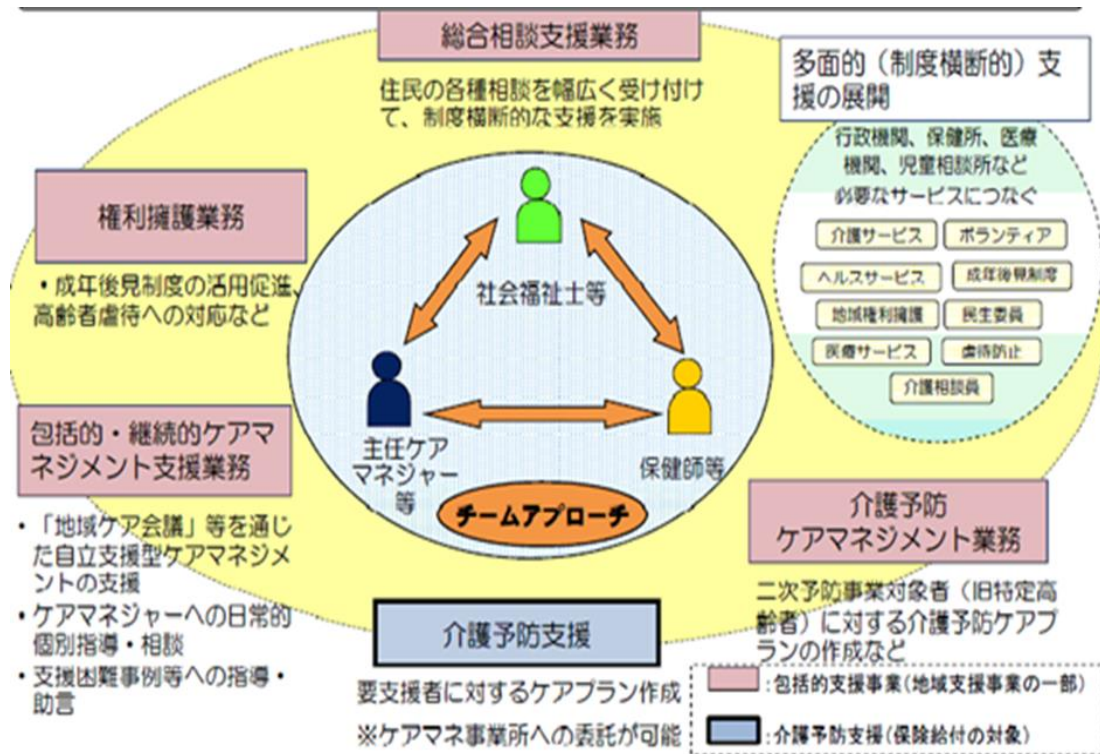 総合相談支援業務
住民の各種相談を幅広く受け付け
て、制度横断的な支援を実施
多面的（制度横断的）支
援の展開
行政機関、保健所、医療
機関、児童相談所など
必要なサービスにつなぐ
介護サービス
ボランティア
ヘルスサービス
成年後見制度
地域権利擁護
民生委員
医療サービス
虐待防止
介護相談員
権利擁護業務
・成年後見制度の活用促進、
高齢者虐待への対応など
社会福祉士等
主任ケア
マネジャー
等
保健師等
チームアプローチ
包括的・継続的ケアマ
ネジメント支援業務
・「地域ケア会議」等を通じ
た自立支援型ケアマネジメ
ントの支援
・ケアマネジャーへの日常的
個別指導・相談
・支援困難事例等への指導・
助言
介護予防
ケアマネジメント業務
二次予防事業対象者（旧特定高
齢者）に対する介護予防ケアプ
ランの作成など
介護予防支援
要支援者に対するケアプラン作成
※ケアマネ事業所への委託が可能
:包括的支援事業(地域支援事業の一部)
:介護予防支援(保険給付の対象)